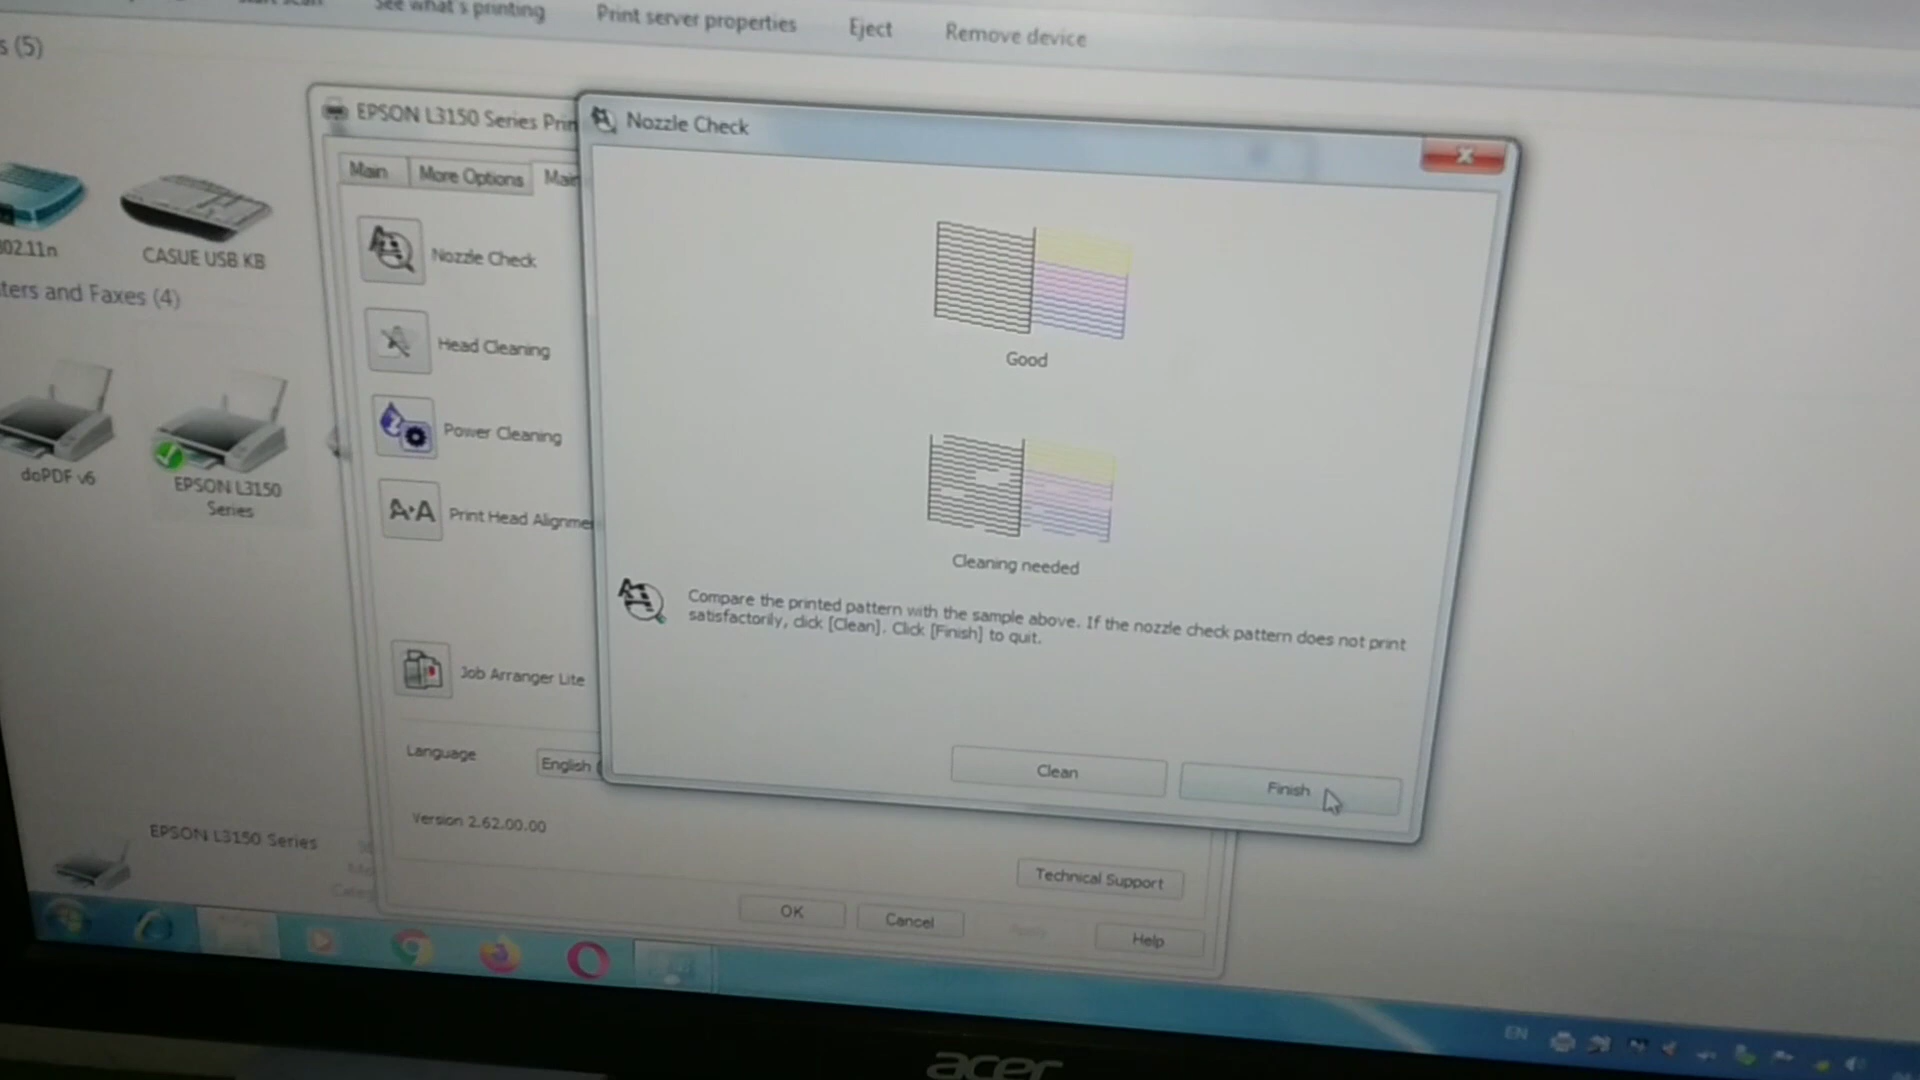 See what's printing
Print server properties
Eject
Remove device
s (5)
EPSON L3150 Series Prin
Nozzle Check
Main
More Options
Main
802.11n
CASUE USB KB
Nozzle Check
ters and Faxes (4)
Head Cleaning
Good
Power Cleaning
doPDF v6
EPSON L3150
Series
A·A
Print Head Alignmen
Cleaning needed
Compare the printed pattern with the sample above. If the nozzle check pattern does not print
satisfactorily, click [Clean]. Click [Finish] to quit.
Job Arranger Lite
Language
English (
Clean
Finish
Version 2.62.00.00
EPSON L3150 Series
Technical Support
OK
Cancel
Help
EN
acer